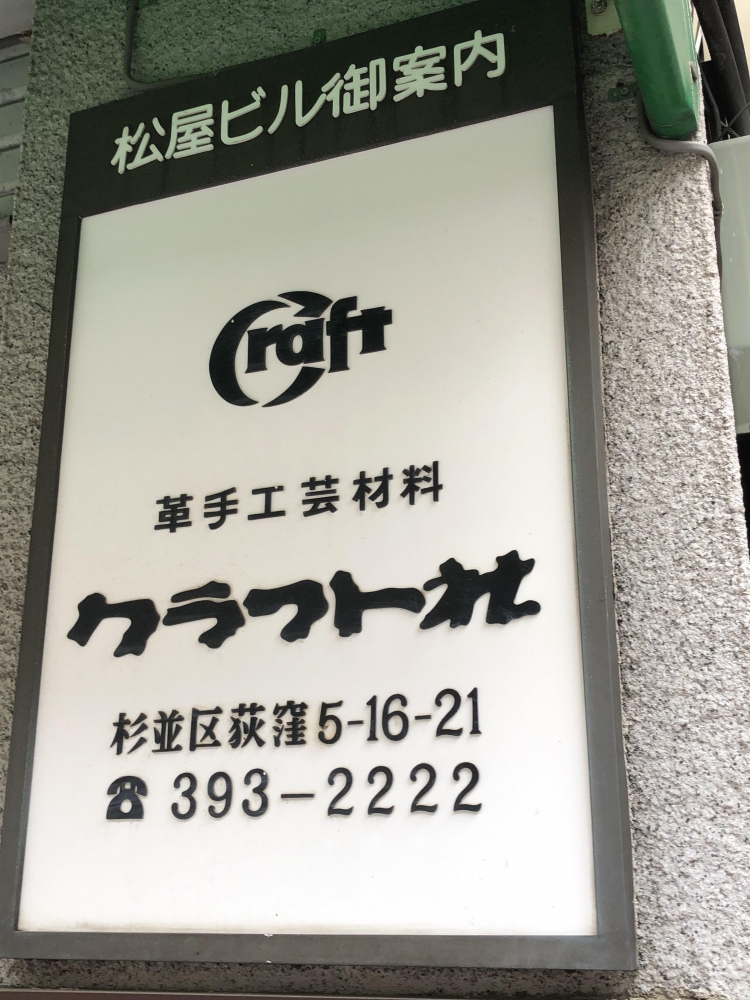 松屋ビル御案内
Craft
革手工芸材料
クラフト社
杉並区荻窪5-16-21
☎ 393-2222